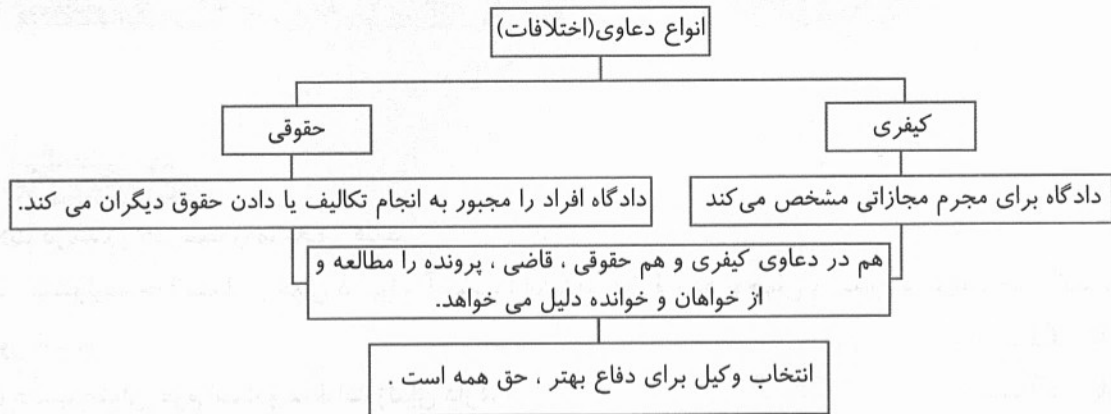 انواع دعاوی(اختلافات)
کیفری
حقوقی
دادگاه برای مجرم مجازاتی مشخص می کند
دادگاه افراد را مجبور به انجام تکالیف یا دادن حقوق دیگران می کند.
هم در دعاوی کیفری و هم حقوقی ، قاضی ، پرونده را مطالعه و
از خواهان و خوانده دلیل می خواهد.
انتخاب وکیل برای دفاع بهتر ، حق همه است .